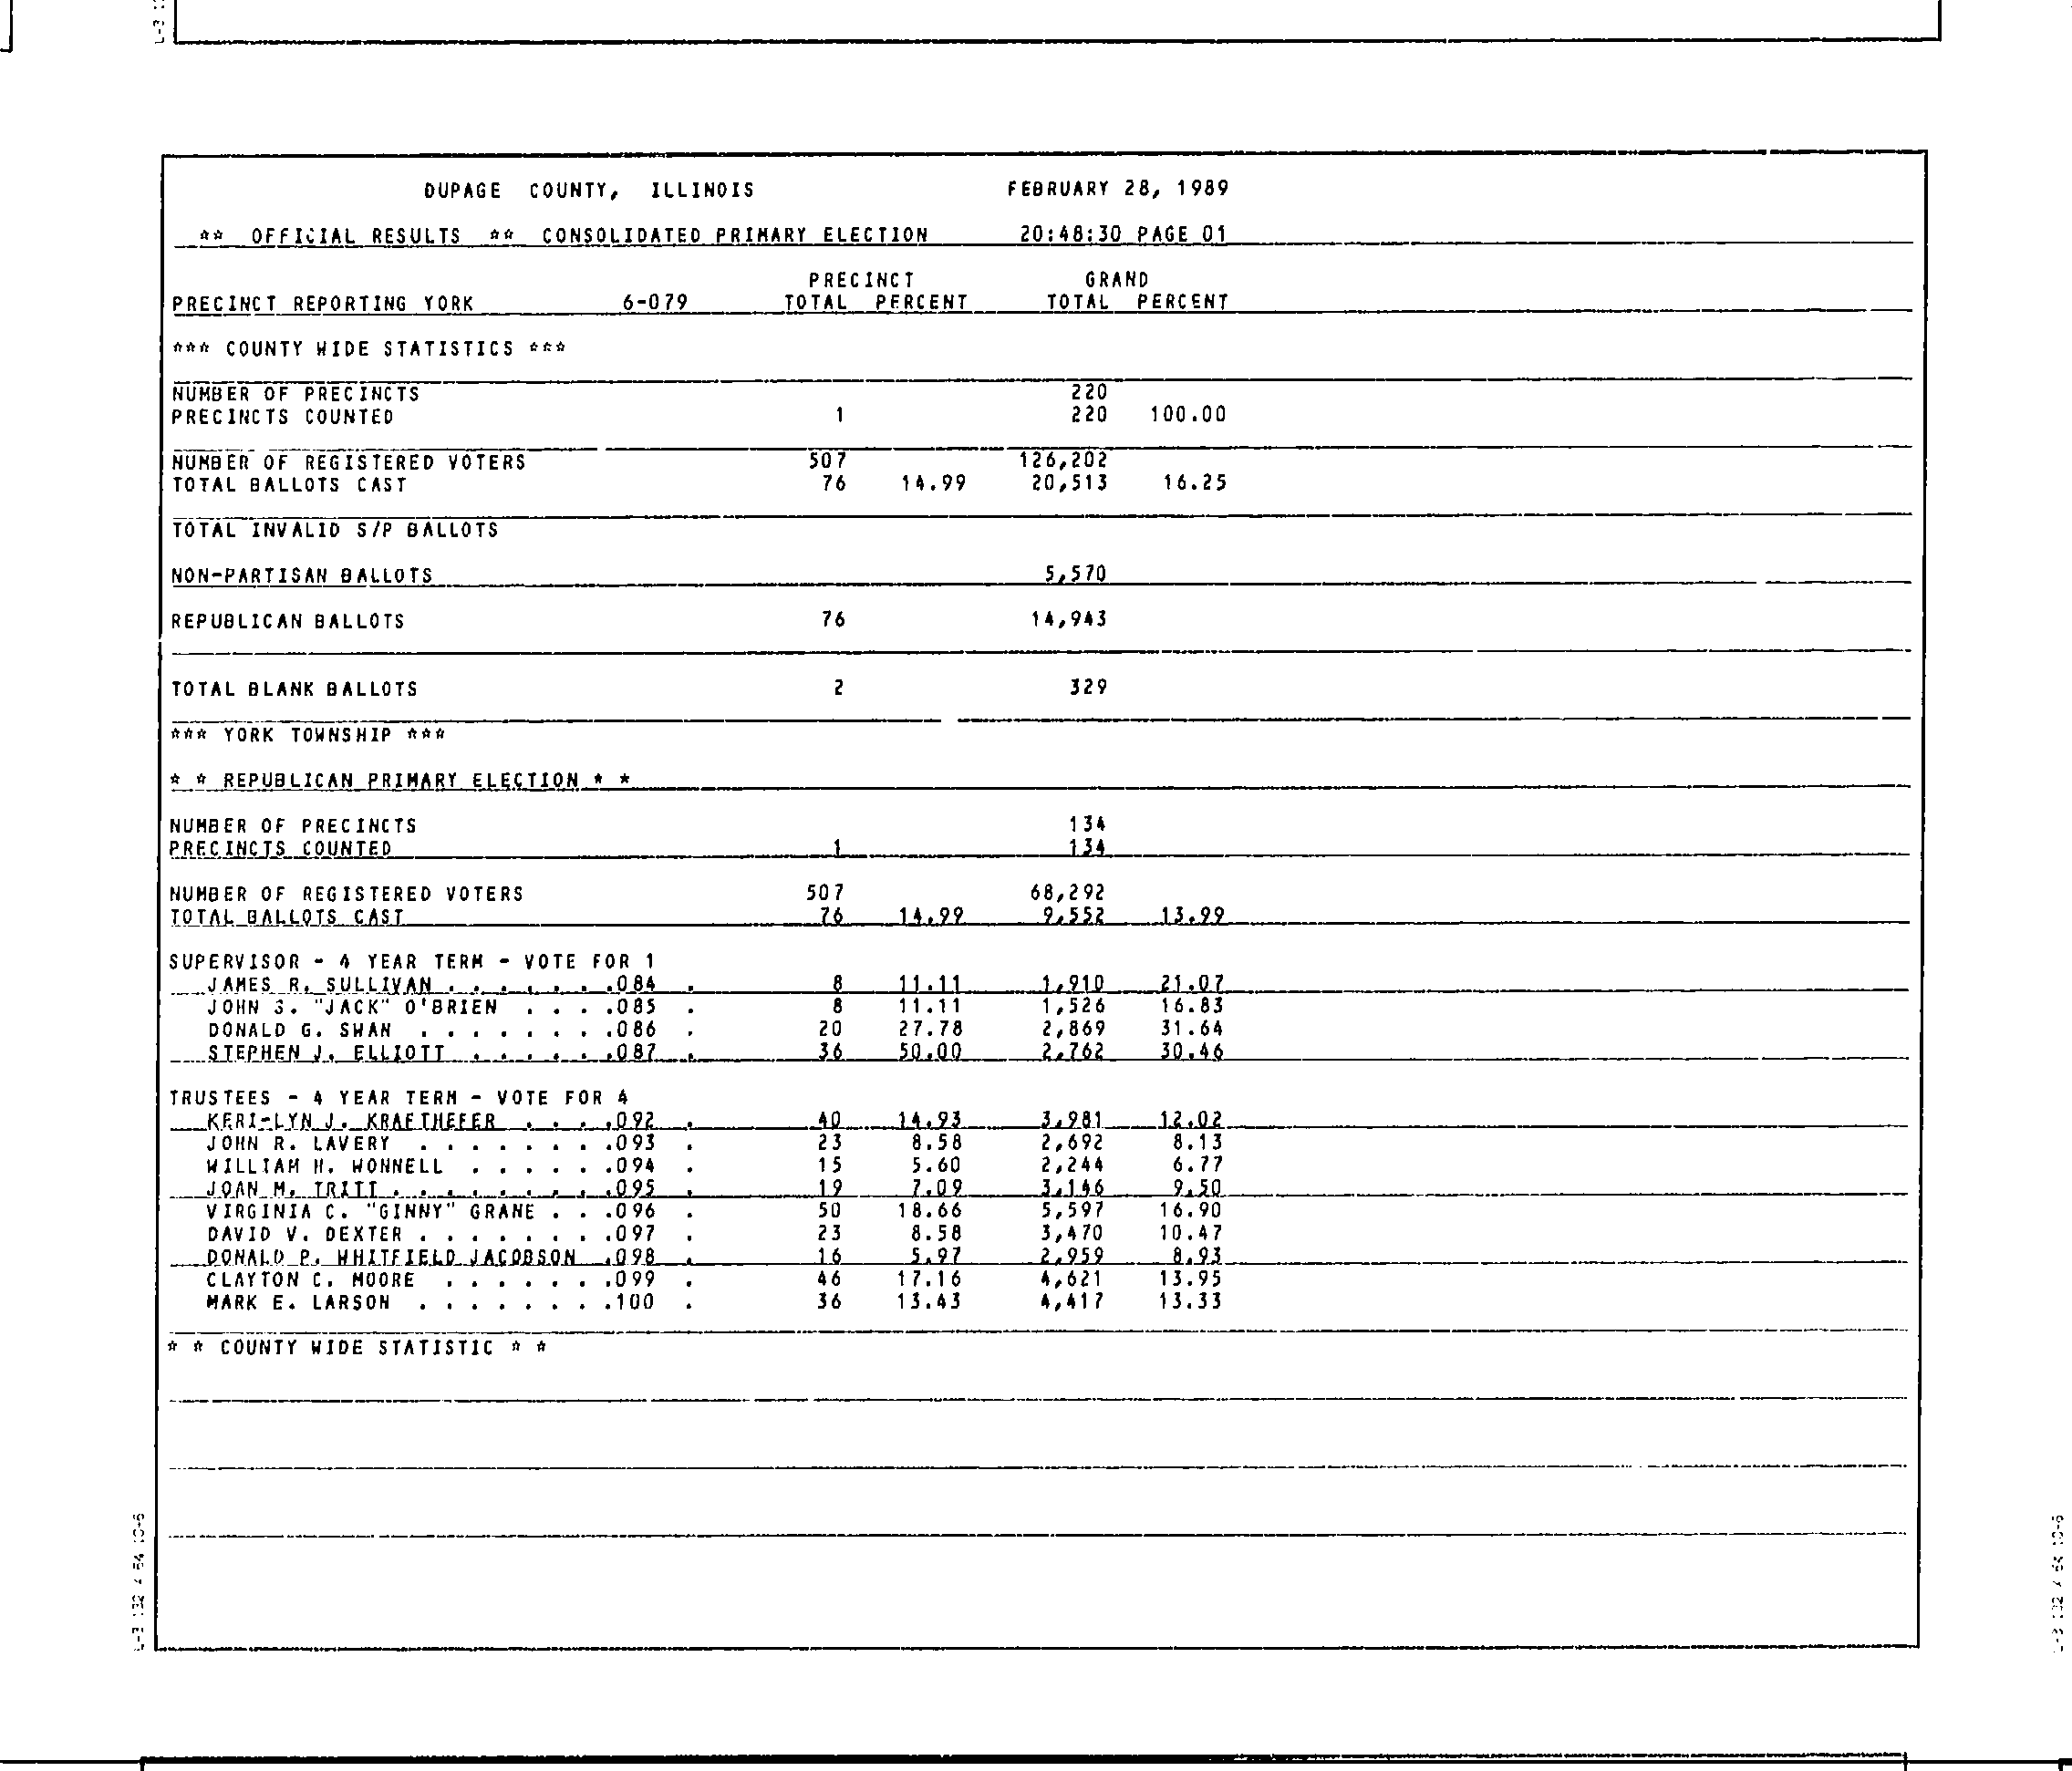 DUPAGE COUNTY, ILLINOIS FEBRUARY 28, 1989
** OFFICIAL RESULTS ** CONSOLIDATED PRIMARY ELECTION 20:48:30 PAGE 01
PRECINCT GRAND
PRECINCT REPORTING YORK 6-079 TOTAL PERCENT TOTAL PERCENT
*** COUNTY WIDE STATISTICS ***
NUMBER OF PRECINCTS 220
PRECINCTS COUNTED 1 220 100.00
NUMBER OF REGISTERED VOTERS 507 126,202
TOTAL BALLOTS CAST 76 14.99 20,513 16.25
TOTAL INVALID S/P BALLOTS
NON-PARTISAN BALLOTS 5,570
REPUBLICAN BALLOTS 76 14,943
TOTAL BLANK BALLOTS 2 329
*** YORK TOWNSHIP ***
* * REPUBLICAN PRIMARY ELECTION * *
NUMBER OF PRECINCTS 134
PRECINCTS COUNTED 1 134
NUMBER OF REGISTERED VOTERS 507 68,292
TOTAL BALLOTS CAST 76 14.99 9,552 13.99
SUPERVISOR - 4 YEAR TERM - VOTE FOR 1
JAMES R. SULLIVAN . . . . . . .084 . 8 11.11 1,910 21.07
JOHN S. "JACK" O'BRIEN . . . .085 . 8 11.11 1,526 16.83
DONALD G. SWAN . . . . . . . .086 . 20 27.78 2,869 31.64
STEPHEN J. ELLIOTT . . . . . .087 . 36 50.00 2,762 30.46
TRUSTEES - 4 YEAR TERM - VOTE FOR 4
KERI-LYN J. KRAFTHEFER . . . .092 . 40 14.93 3,981 12.02
JOHN R. LAVERY . . . . . . . .093 . 23 8.58 2,692 8.13
WILLIAM H. WONNELL . . . . . .094 . 15 5.60 2,244 6.77
JOAN M. TRITT . . . . . . . . .095 . 19 7.09 3,146 9.50
VIRGINIA C. "GINNY" GRANE . . .096 . 50 18.66 5,597 16.90
DAVID V. DEXTER . . . . . . . .097 . 23 8.58 3,470 10.47
DONALD P. WHITFIELD JACOBSON .098 . 16 5.97 2,959 8.93
CLAYTON C. MOORE . . . . . . .099 . 46 17.16 4,621 13.95
MARK E. LARSON . . . . . . . .100 . 36 13.43 4,417 13.33
* * COUNTY WIDE STATISTIC * *